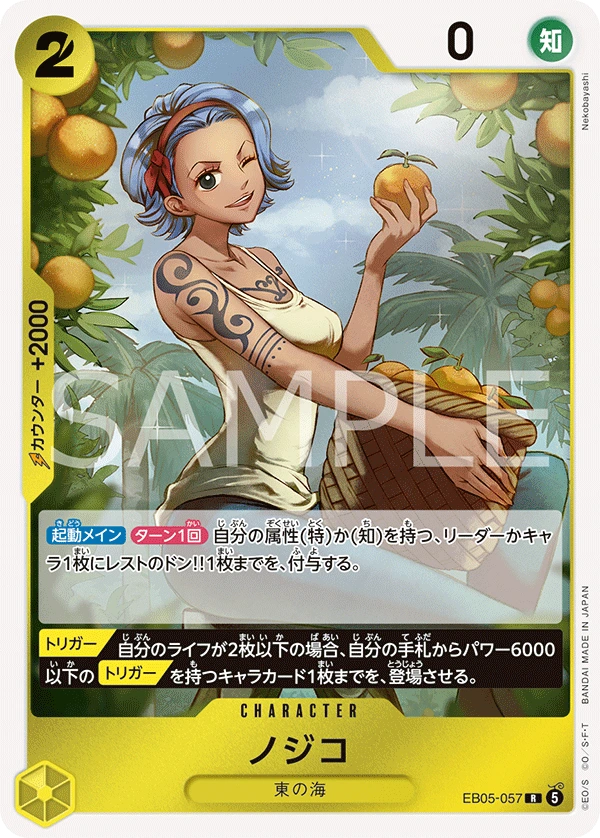 2
0
知
Nekobayashi
カウンター +2000
SAMPLE
起動メイン ターン1回 自分の属性(特)か(知)を持つ、リーダーかキャ
ラ1枚にレストのドン!!1枚までを、付与する。
トリガー 自分のライフが2枚以下の場合、自分の手札からパワー6000
以下の トリガー を持つキャラカード1枚までを、登場させる。
CHARACTER
ノジコ
東の海
EB05-057 R 5
©E.O/S ©O/S・F・T BANDAI MADE IN JAPAN